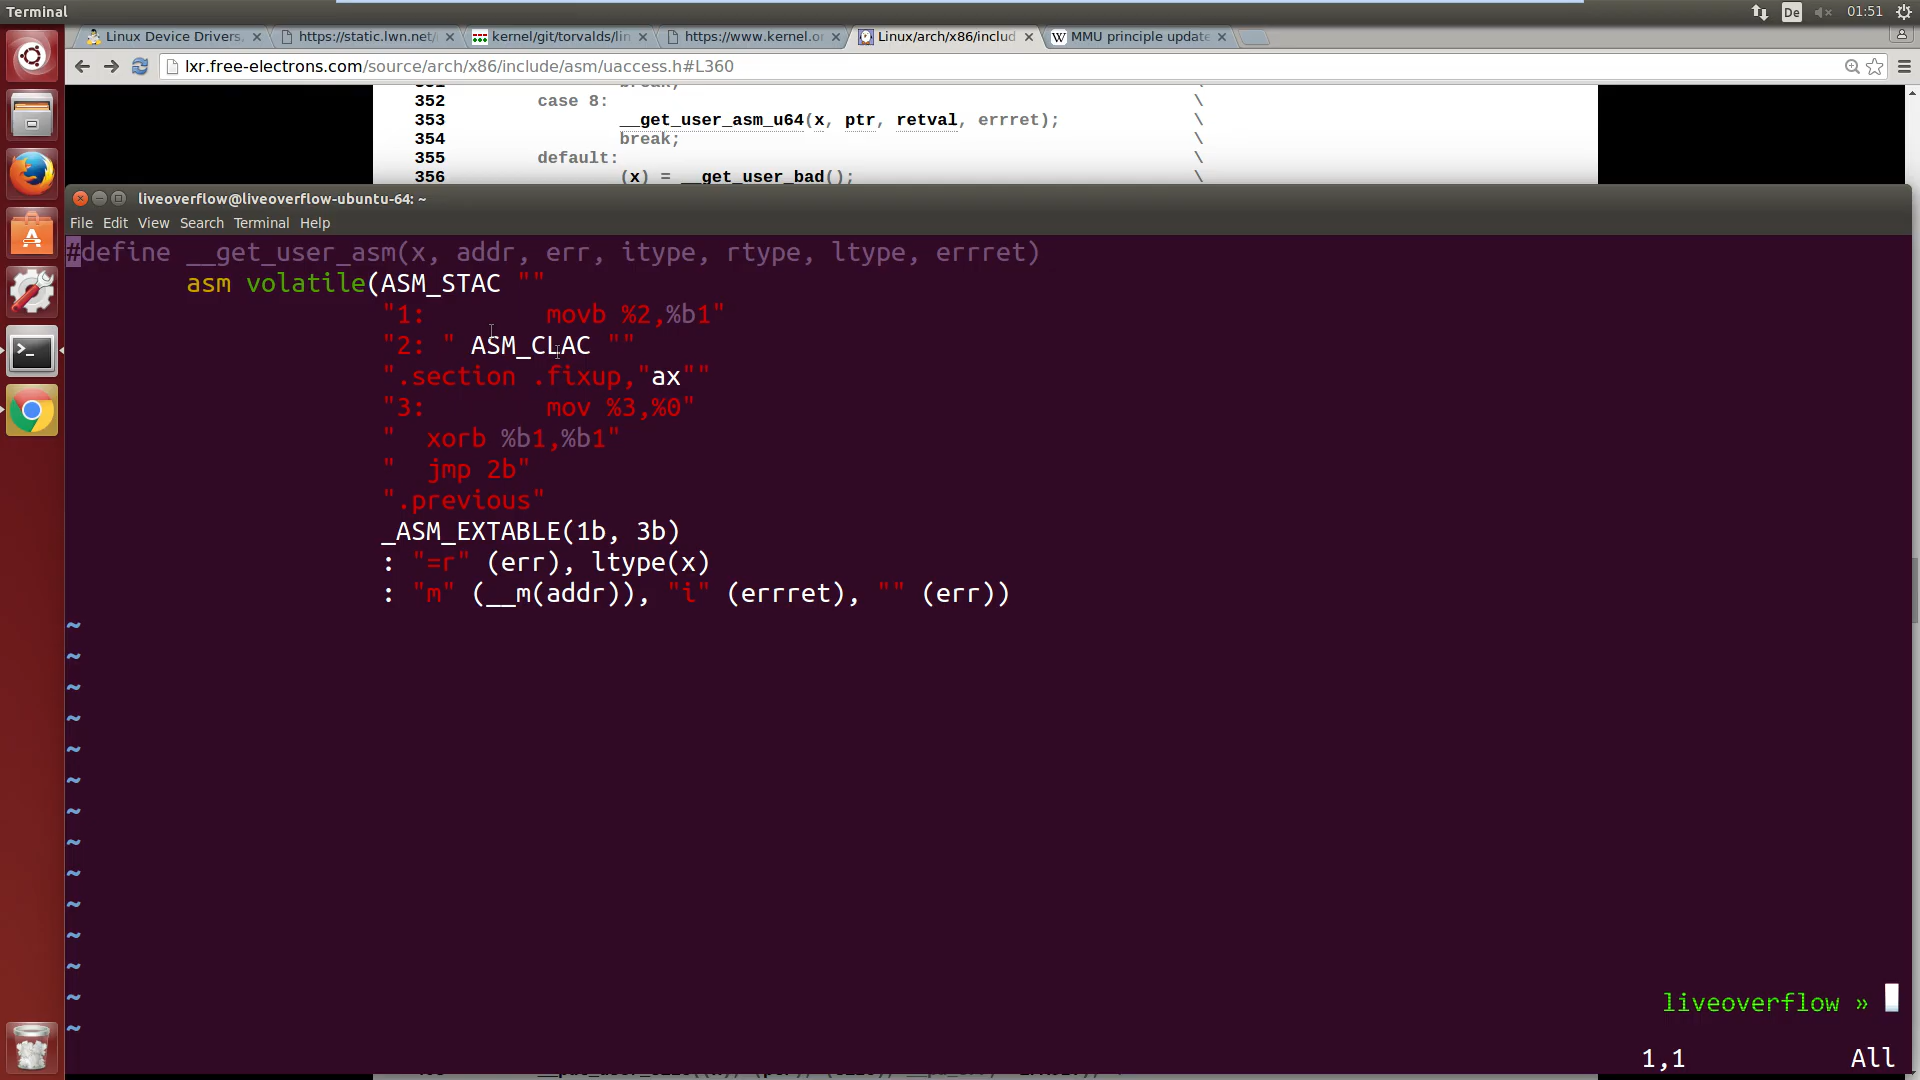 Terminal
De
01:51
Linux Device Drivers,
https://static.lwn.net/
kernel/git/torvalds/lin
https://www.kernel.or
Linux/arch/x86/includ
W MMU principle update
lxr.free-electrons.com/source/arch/x86/include/asm/uaccess.h#L360
351 break; \
352 case 8: \
353 __get_user_asm_u64(x, ptr, retval, errret); \
354 break; \
355 default: \
356 (x) = __get_user_bad(); \
liveoverflow@liveoverflow-ubuntu-64: ~
File Edit View Search Terminal Help
#define __get_user_asm(x, addr, err, itype, rtype, ltype, errret)
asm volatile(ASM_STAC ""
"1: movb %2,%b1"
"2: " ASM_CLAC ""
".section .fixup,"ax""
"3: mov %3,%0"
" xorb %b1,%b1"
" jmp 2b"
".previous"
_ASM_EXTABLE(1b, 3b)
: "=r" (err), ltype(x)
: "m" (__m(addr)), "i" (errret), "" (err))
~
~
~
~
~
~
~
~
~
~
~
~
~
~
liveoverflow »
1,1 All